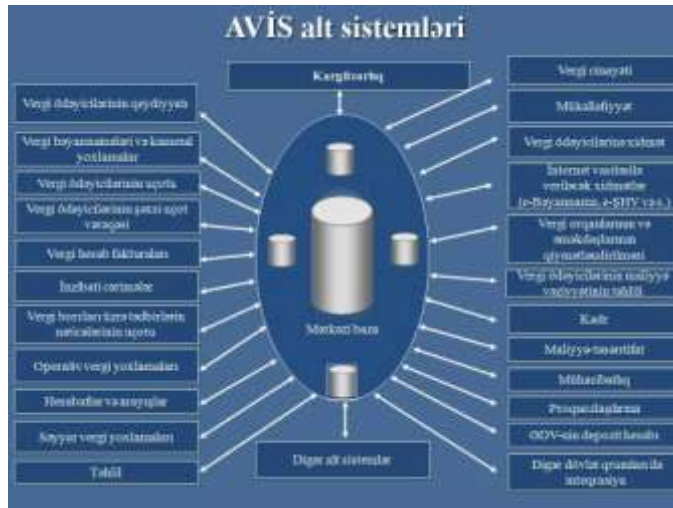 AVİS alt sistemləri
Kargüzarlıq
Vergi ödəyicilərinin qeydiyyatı
Vergi bəyannamələri və kameral
yoxlamalar
Vergi ödəyicilərinin uçotu
Vergi ödəyicilərinin şəxsi uçot
vərəqəsi
Vergi hesab fakturaları
İnzibati cərimələr
Vergi borcları üzrə tədbirlərin
nəticələrinin uçotu
Operativ vergi yoxlamaları
Hesabatlar və arayışlar
Səyyar vergi yoxlamaları
Təhlil
Mərkəzi baza
Digər alt sistemlər
Vergi cinayəti
Mükəlləfiyyət
Vergi ödəyicilərinə xidmət
İnternet vasitəsilə
veriləcək xidmətlər
(e-Bəyannamə, e-ŞHV və s.)
Vergi orqanlarının və
əməkdaşlarının
qiymətləndirilməsi
Vergi ödəyicilərinin maliyyə
vəziyyətinin təhlili
Kadr
Maliyyə-təsərrüfat
Mühasibatlıq
Proqnozlaşdırma
ƏDV-nin depozit hesabı
Digər dövlət qurumları ilə
inteqrasiya